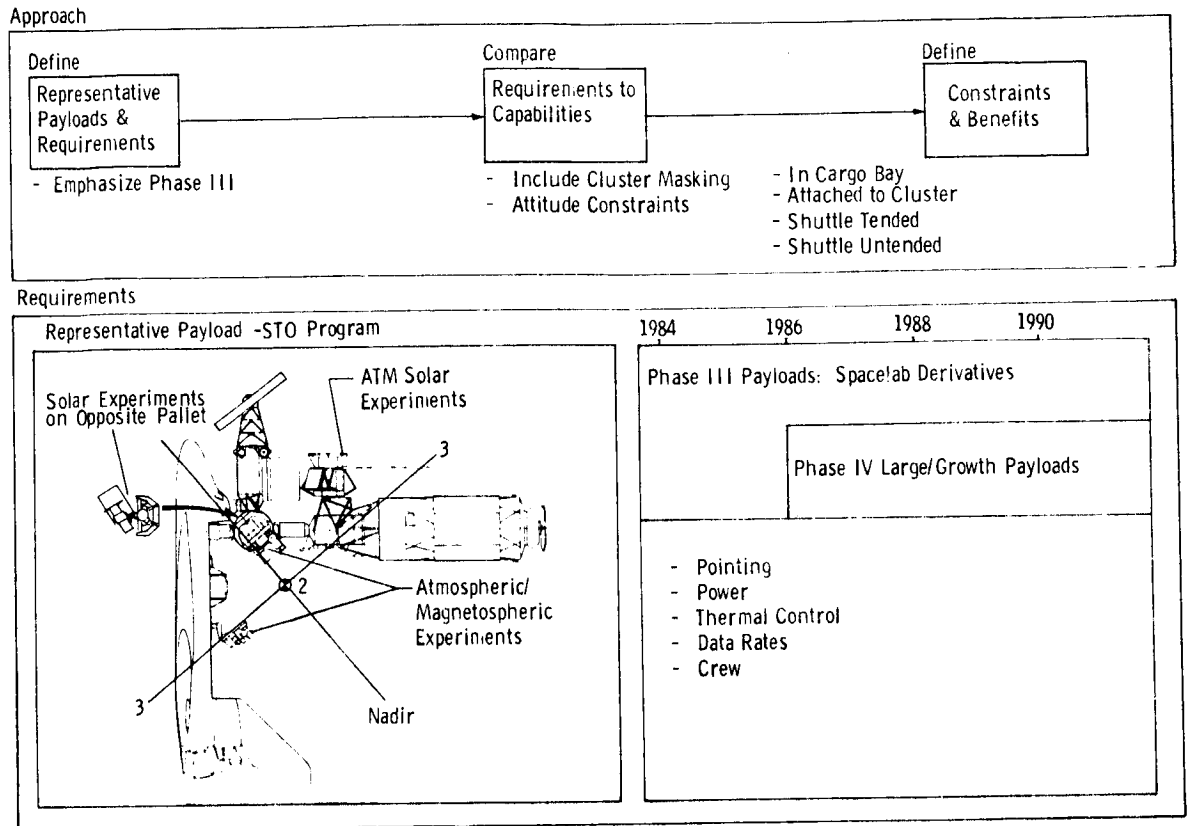 Approach
Define
Representative
Payloads &
Requirements
- Emphasize Phase III
Compare
Requirements to
Capabilities
- Include Cluster Masking
- Attitude Constraints
Define
Constraints
& Benefits
- In Cargo Bay
- Attached to Cluster
- Shuttle Tended
- Shuttle Untended
Requirements
Representative Payload -STO Program
Solar Experiments
on Opposite Pallet
ATM Solar
Experiments
3
2
Atmospheric/
Magnetospheric
Experiments
3
Nadir
1984 1986 1988 1990
Phase III Payloads: Spacelab Derivatives
Phase IV Large/Growth Payloads
- Pointing
- Power
- Thermal Control
- Data Rates
- Crew